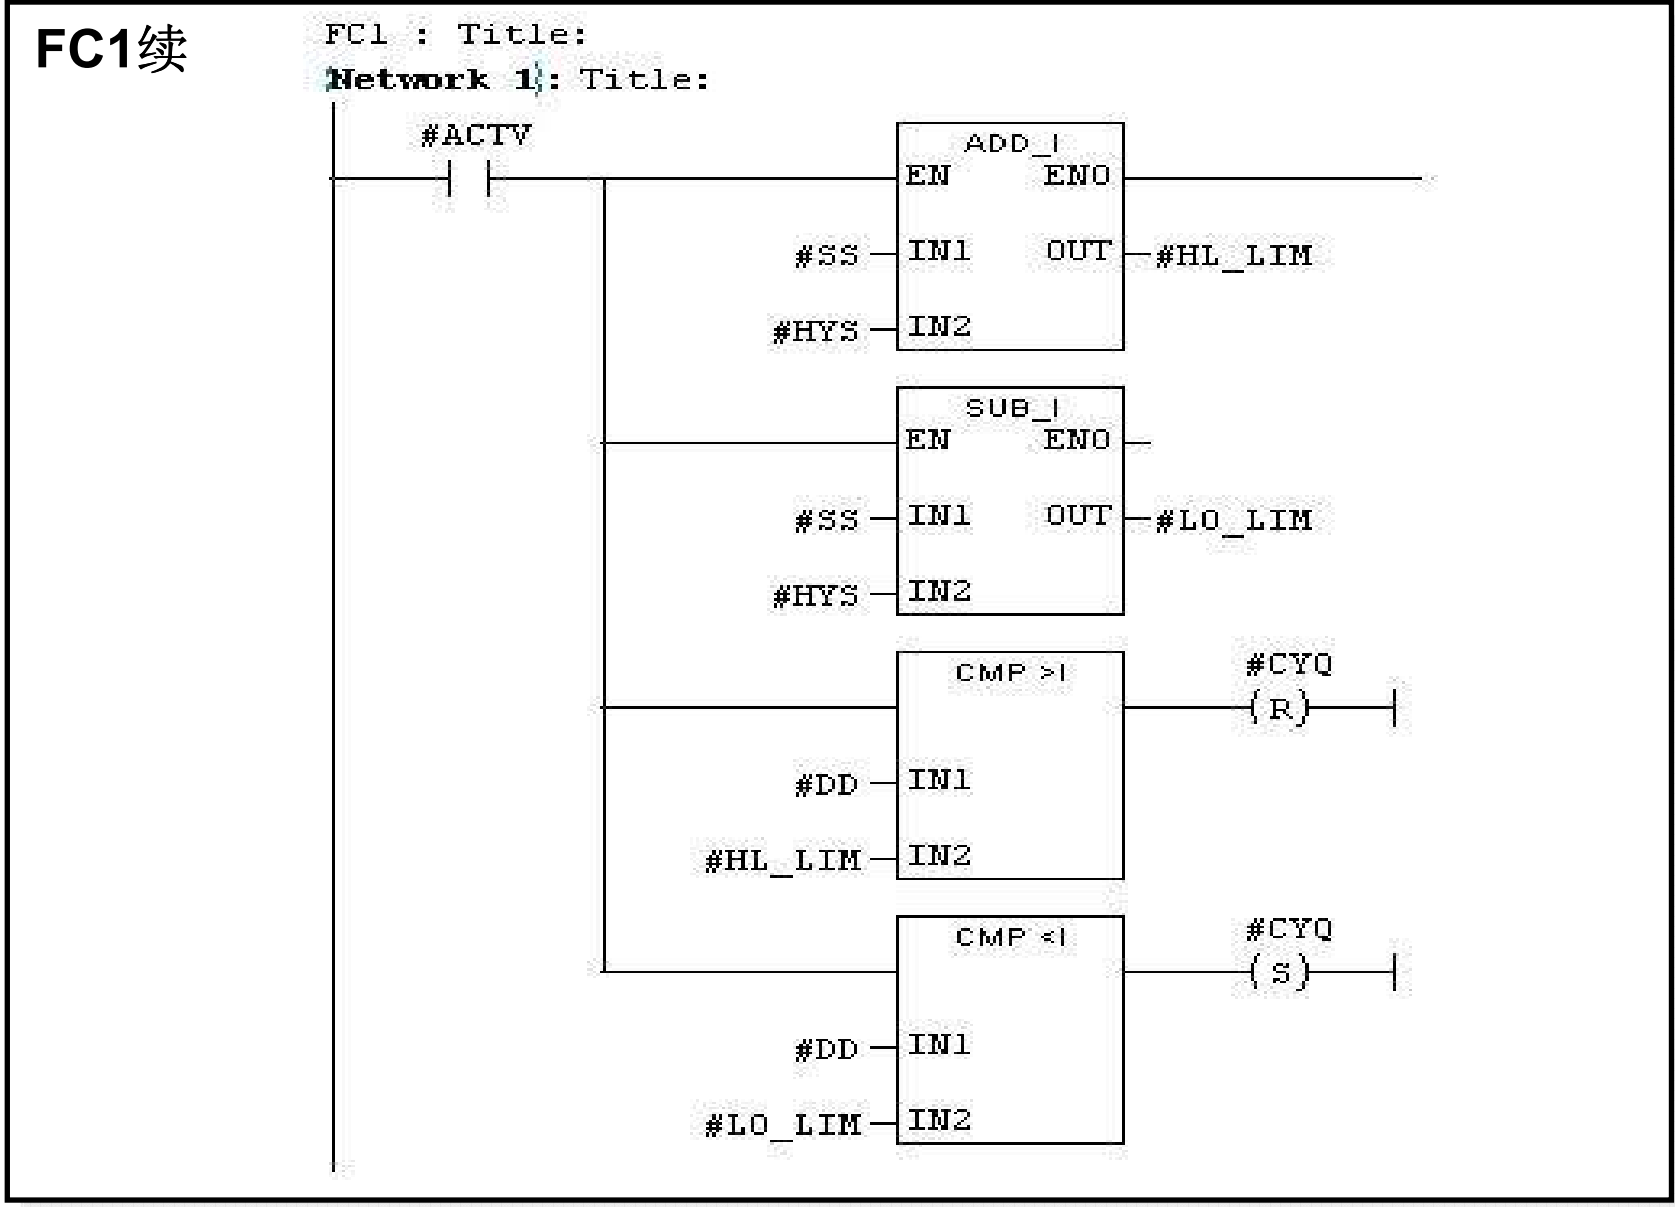 FC1续
FC1 : Title:
Network 1: Title:
#ACTV
ADD_I
EN ENO
#SS IN1 OUT #HL_LIM
#HYS IN2
SUB_I
EN ENO
#SS IN1 OUT #LO_LIM
#HYS IN2
CMP >I
#CYQ
(R)
#DD IN1
#HL_LIM IN2
CMP <I
#CYQ
(S)
#DD IN1
#LO_LIM IN2